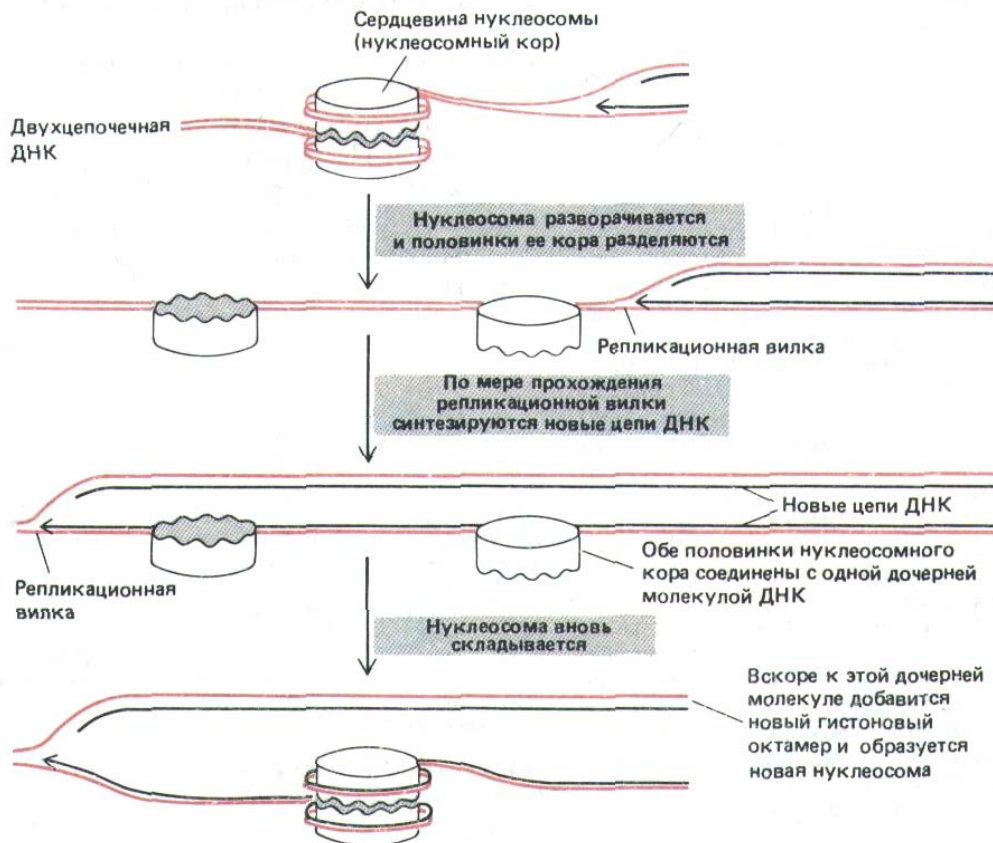 Сердцевина нуклеосомы
(нуклеосомный кор)
Двухцепочечная
ДНК
Нуклеосома разворачивается
и половинки ее кора разделяются
Репликационная вилка
По мере прохождения
репликационной вилки
синтезируются новые цепи ДНК
Новые цепи ДНК
Обе половинки нуклеосомного
кора соединены с одной дочерней
молекулой ДНК
Репликационная
вилка
Нуклеосома вновь
складывается
Вскоре к этой дочерней
молекуле добавится
новый гистоновый
октамер и образуется
новая нуклеосома